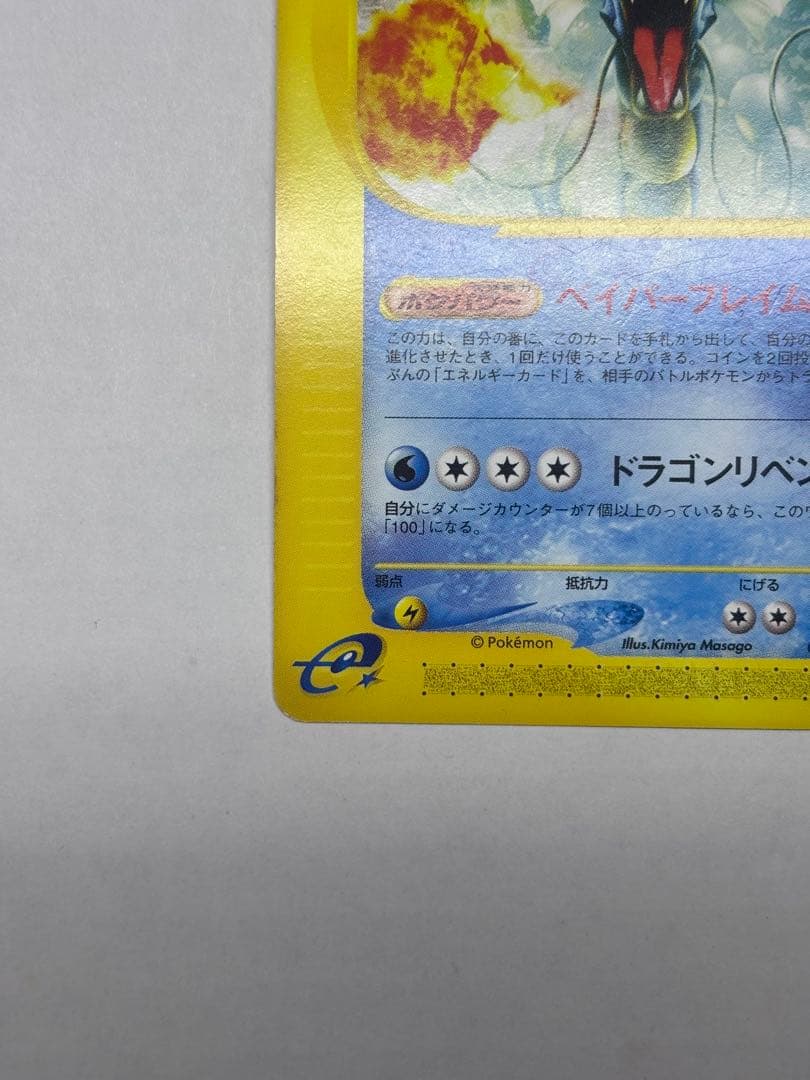 ポケパワー ベイパーフレイム
この力は、自分の番に、このカードを手札から出して、自分の
進化させたとき、1回だけ使うことができる。コインを2回投
ぶんの「エネルギーカード」を、相手のバトルポケモンからトラ
ドラゴンリベン
自分にダメージカウンターが7個以上のっているなら、この
「100」になる。
弱点 抵抗力 にげる
© Pokémon Illus.Kimiya Masago
e